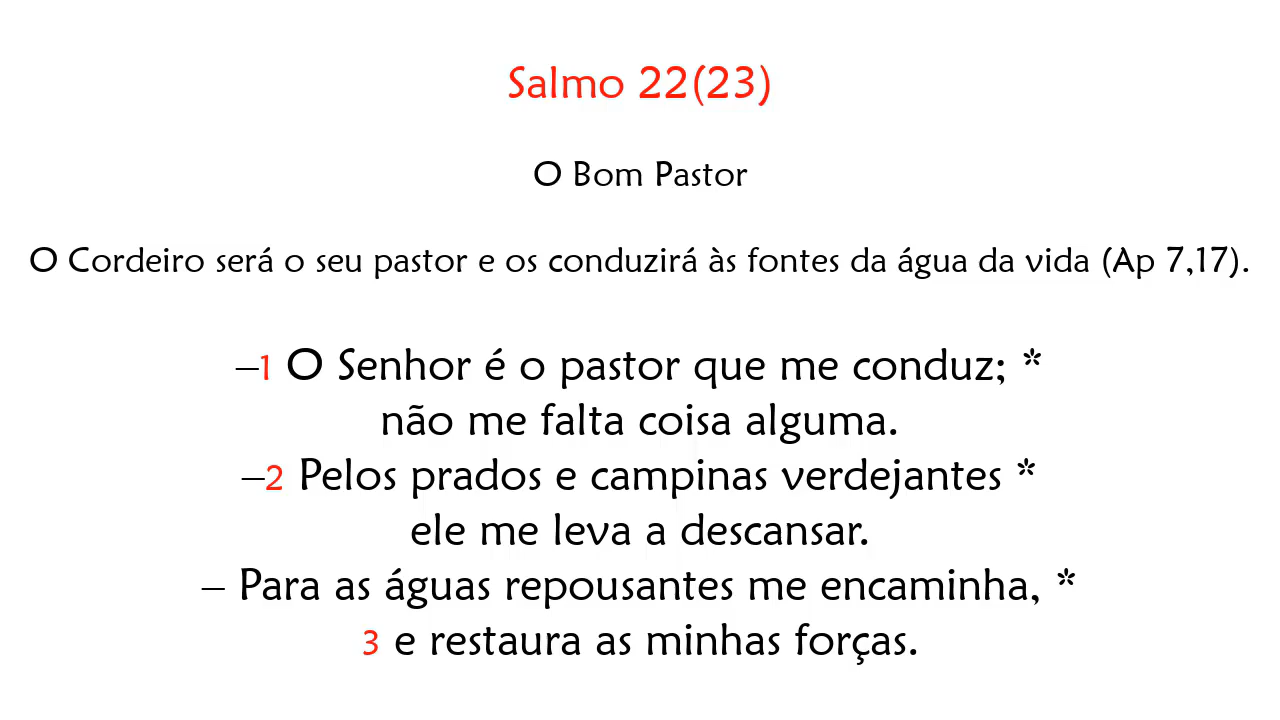 Salmo 22(23)
O Bom Pastor
O Cordeiro será o seu pastor e os conduzirá às fontes da água da vida (Ap 7,17).
–1 O Senhor é o pastor que me conduz; *
não me falta coisa alguma.
–2 Pelos prados e campinas verdejantes *
ele me leva a descansar.
– Para as águas repousantes me encaminha, *
3 e restaura as minhas forças.